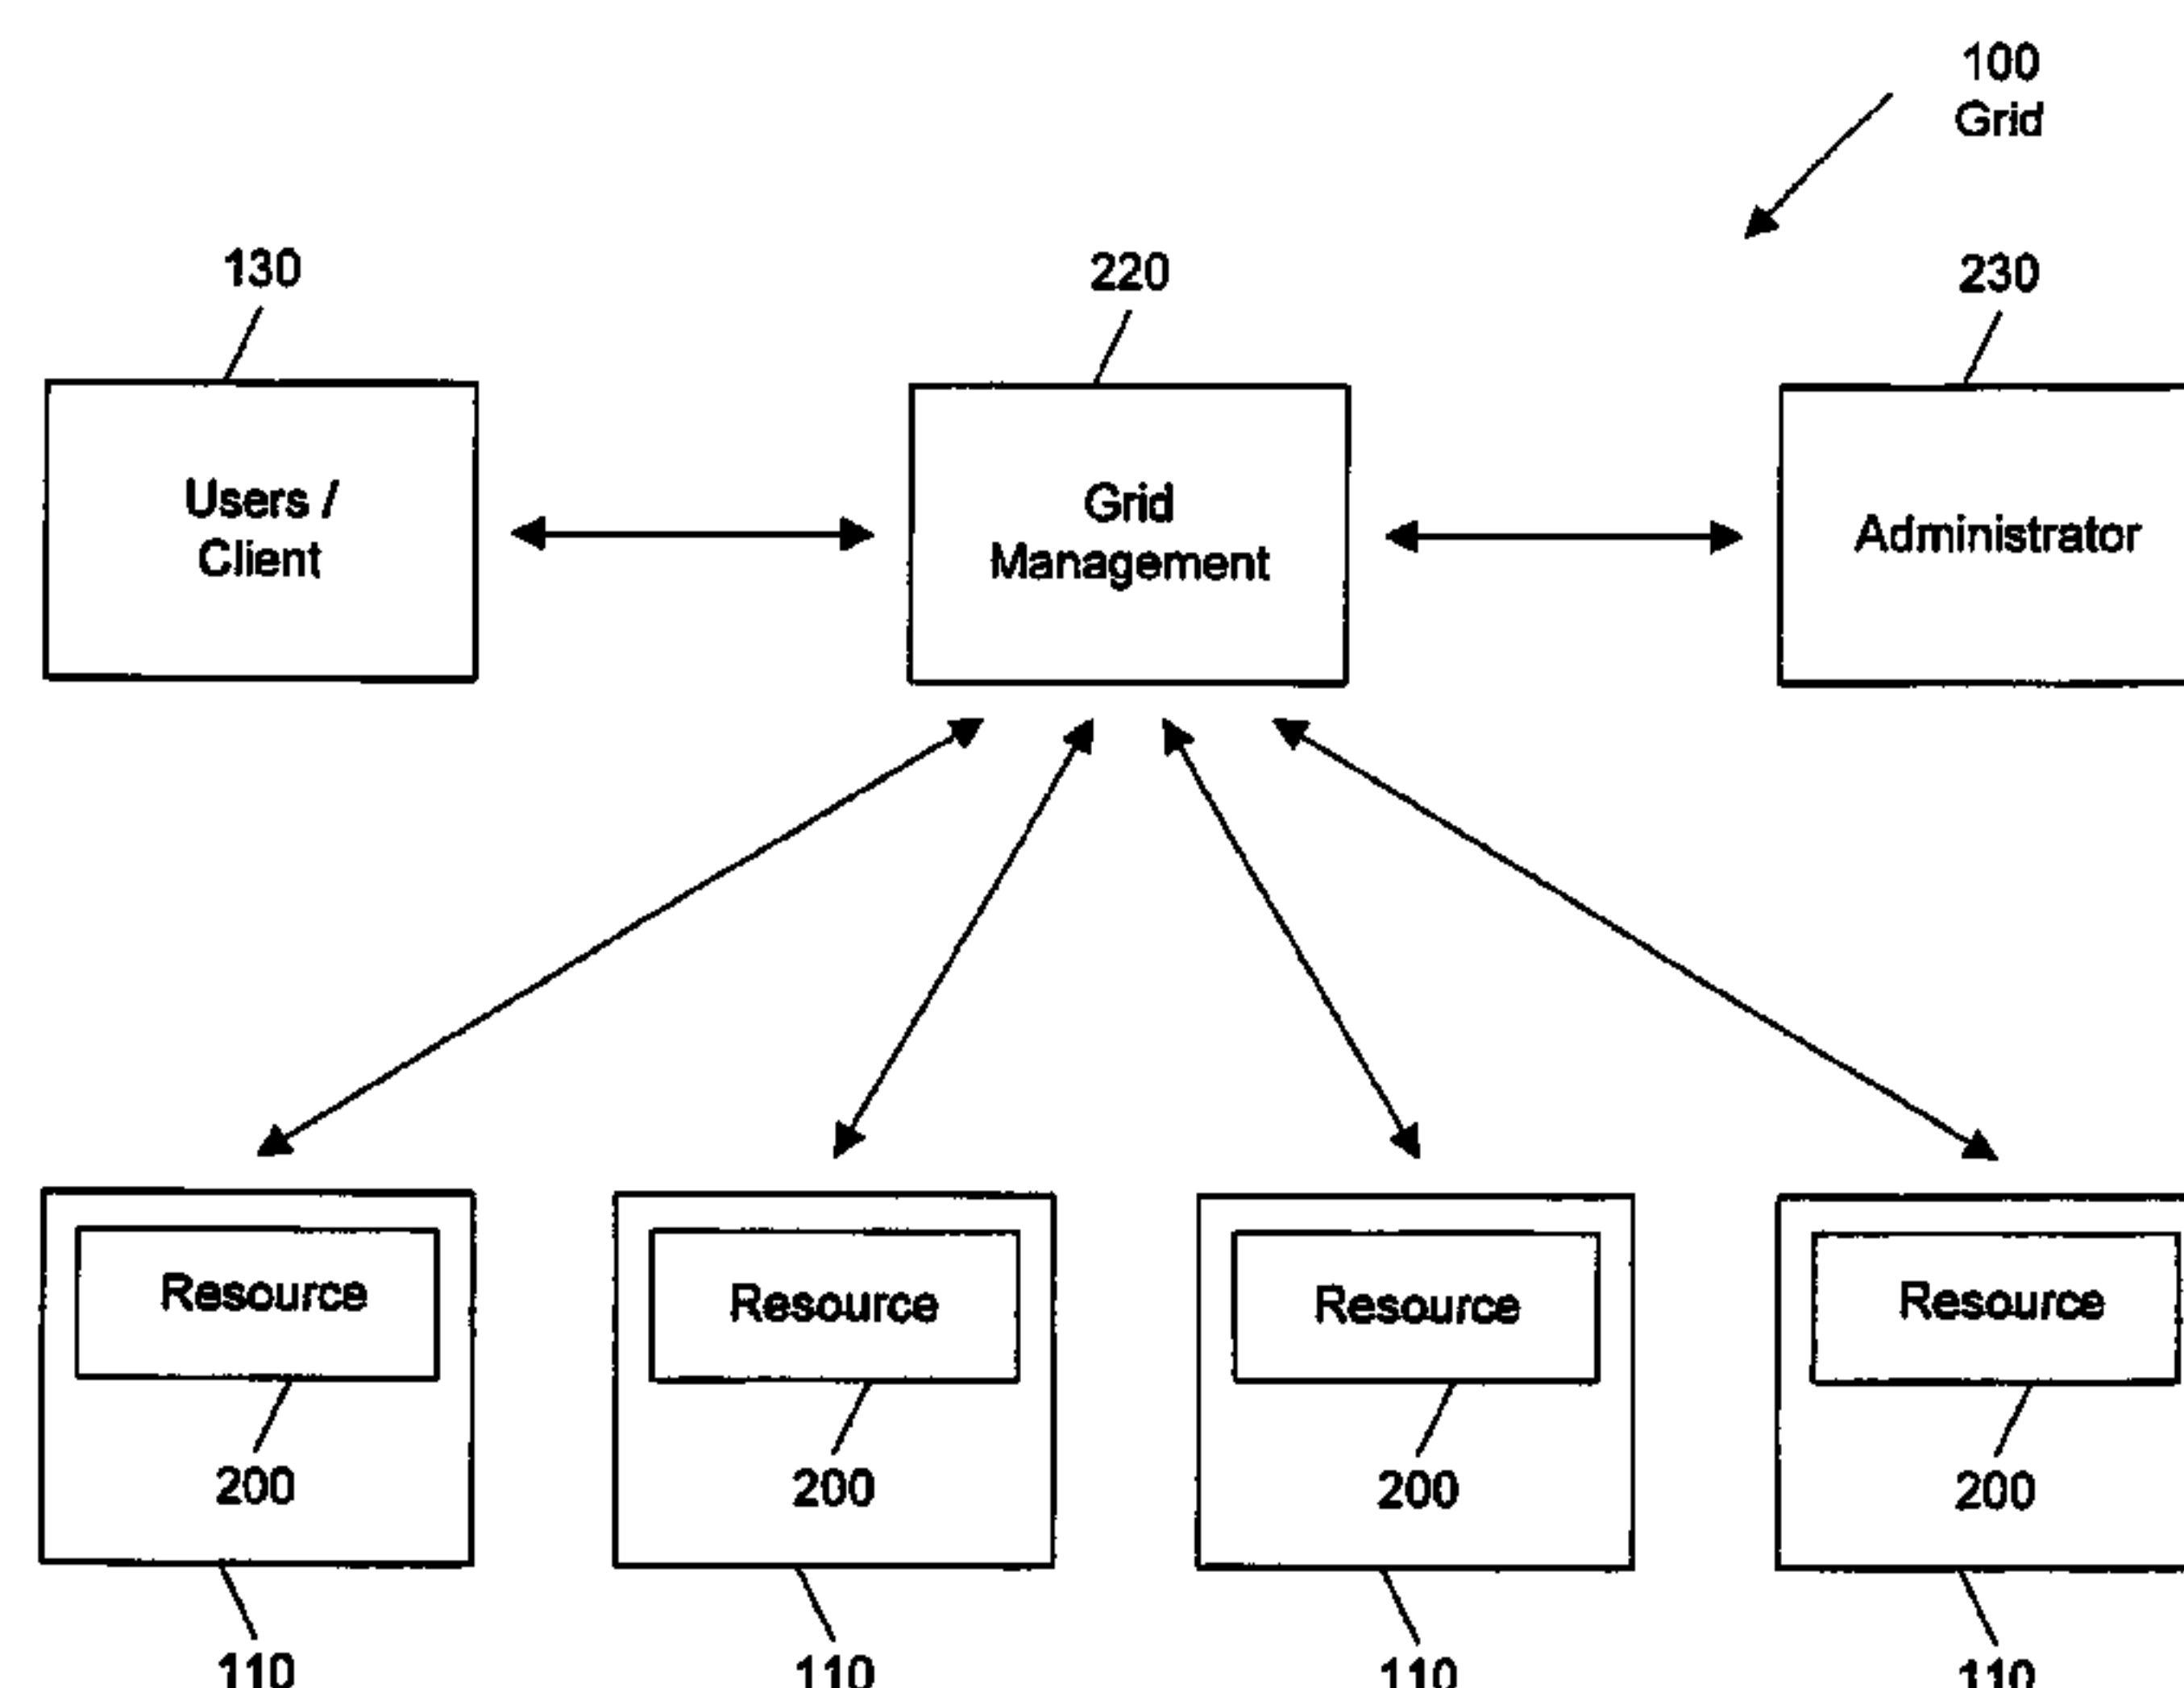 100
Grid
130
220
230
Users /
Client
Grid
Management
Administrator
Resource
Resource
Resource
Resource
200
200
200
200
110
110
110
110